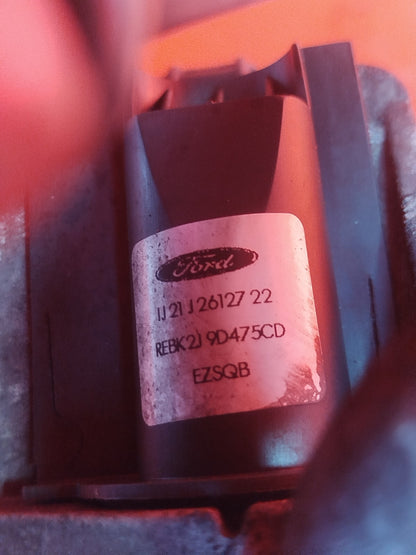 Ford
1J 21 J 26127 22
REBK2J 9D475CD
EZSQB